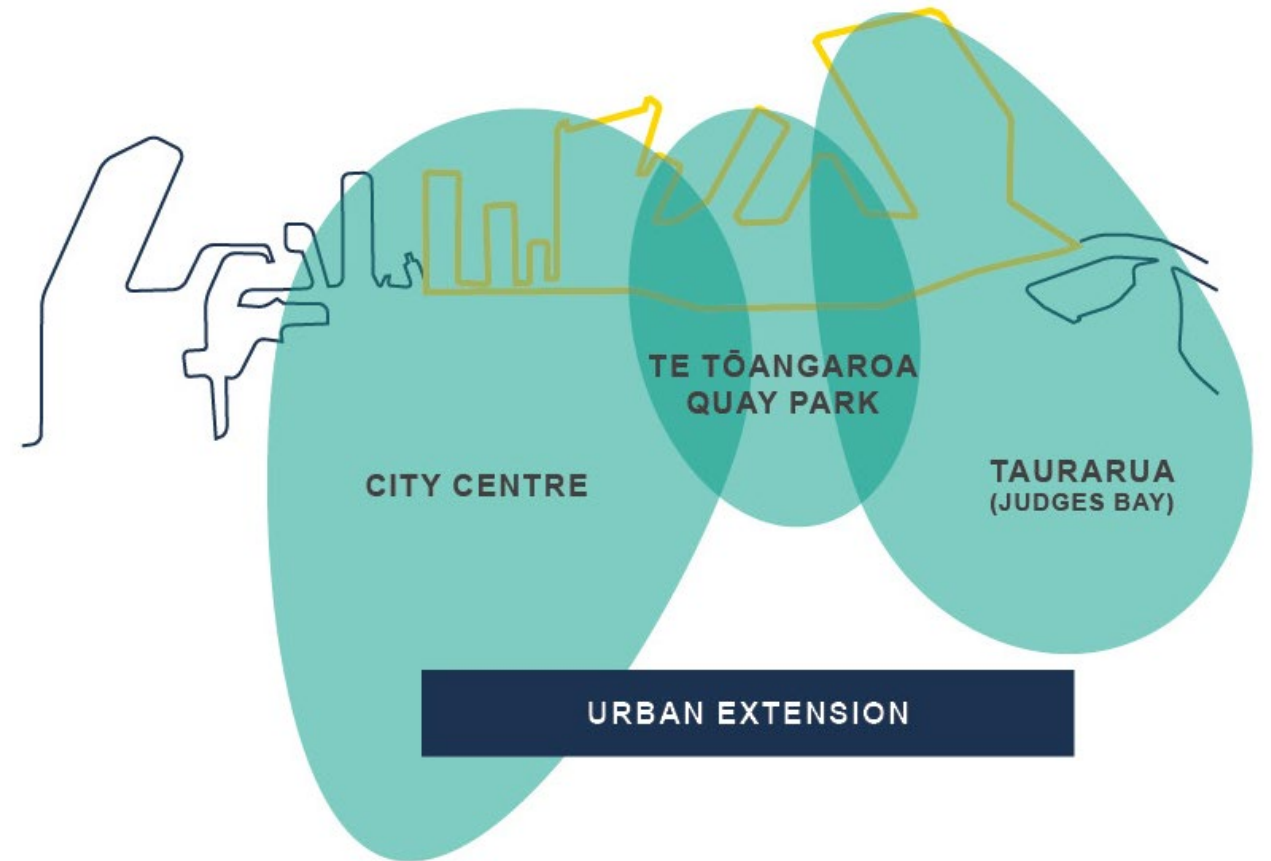 TE TŌANGAROA
QUAY PARK
CITY CENTRE
TAURARUA
(JUDGES BAY)
URBAN EXTENSION